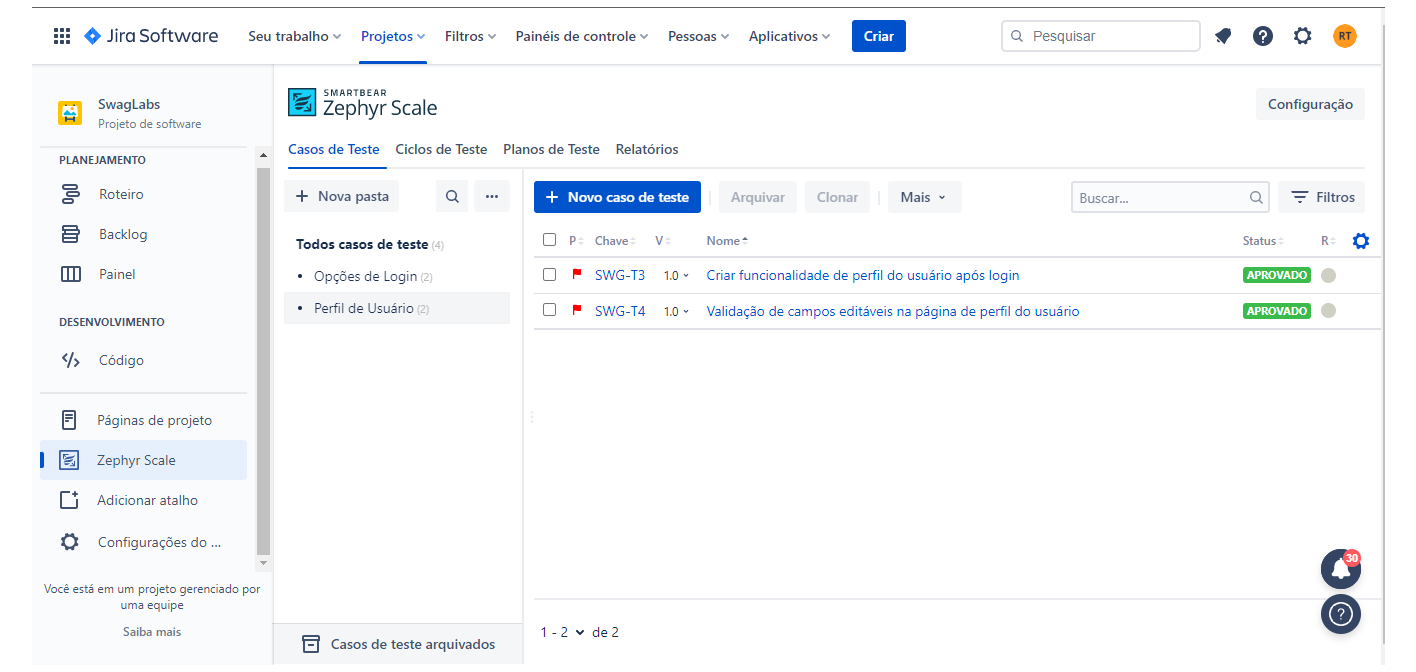 Jira Software Seu trabalho Projetos Filtros Painéis de controle Pessoas Aplicativos Criar Pesquisar RT
SwagLabs
Projeto de software
PLANEJAMENTO
Roteiro
Backlog
Painel
DESENVOLVIMENTO
Código
Páginas de projeto
Zephyr Scale
Adicionar atalho
Configurações do ...
Você está em um projeto gerenciado por
uma equipe
Saiba mais
SMARTBEAR
Zephyr Scale
Configuração
Casos de Teste Ciclos de Teste Planos de Teste Relatórios
+ Nova pasta ...
Todos casos de teste (4)
• Opções de Login (2)
• Perfil de Usuário (2)
Casos de teste arquivados
+ Novo caso de teste Arquivar Clonar Mais Buscar... Filtros
P Chave V Nome Status R
SWG-T3 1.0 Criar funcionalidade de perfil do usuário após login APROVADO
SWG-T4 1.0 Validação de campos editáveis na página de perfil do usuário APROVADO
30
1 - 2 de 2